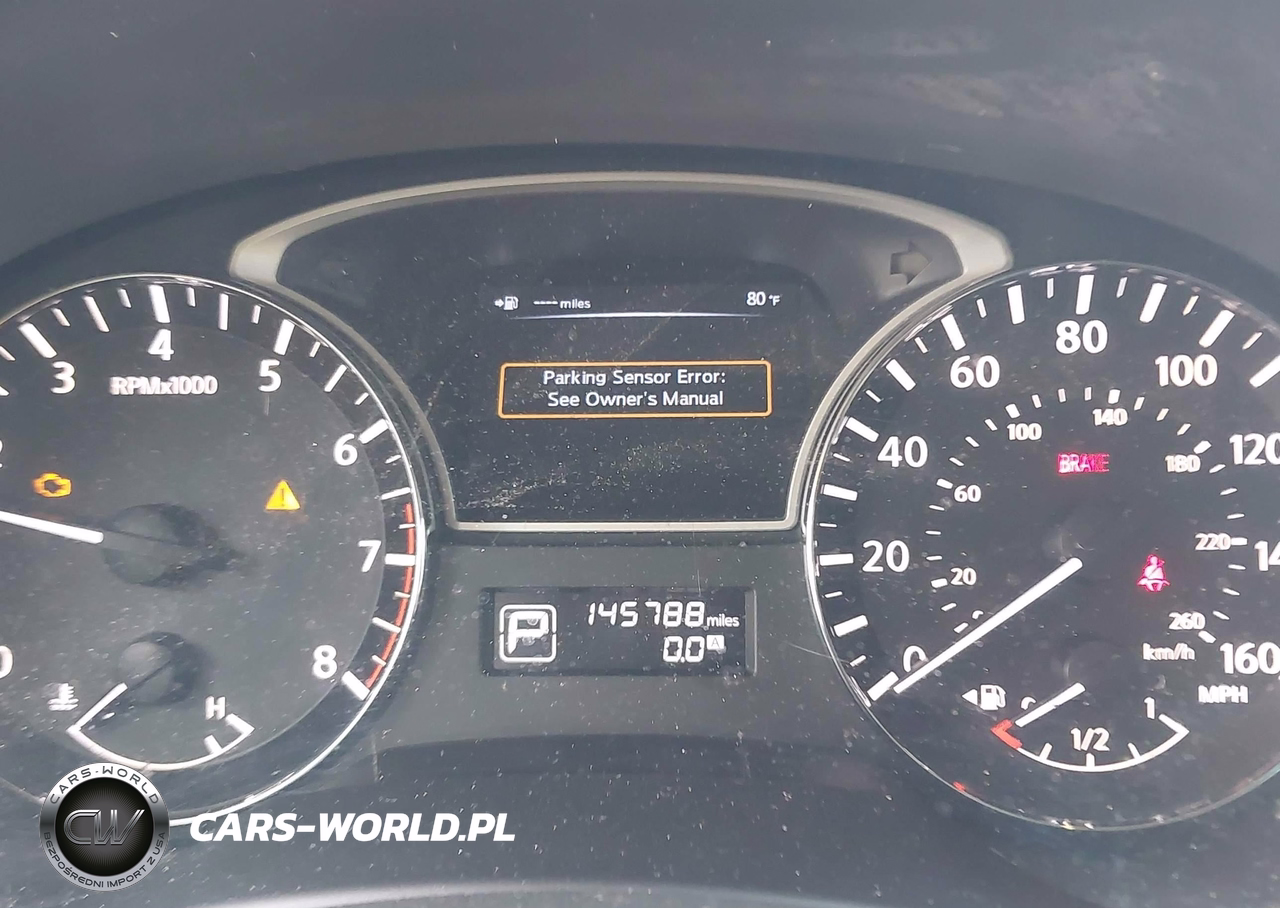 ---- miles 80 °F
Parking Sensor Error:
See Owner's Manual
3 4 5 6 7 8
RPMx1000
H
P
145788 miles
0.0 A
0 20 40 60 80 100 120 160
20 60 100 140 180 220 260
BRAKE
km/h
MPH
1/2 1
CARS-WORLD
CW
BEZPOŚREDNI IMPORT Z USA
CARS-WORLD.PL